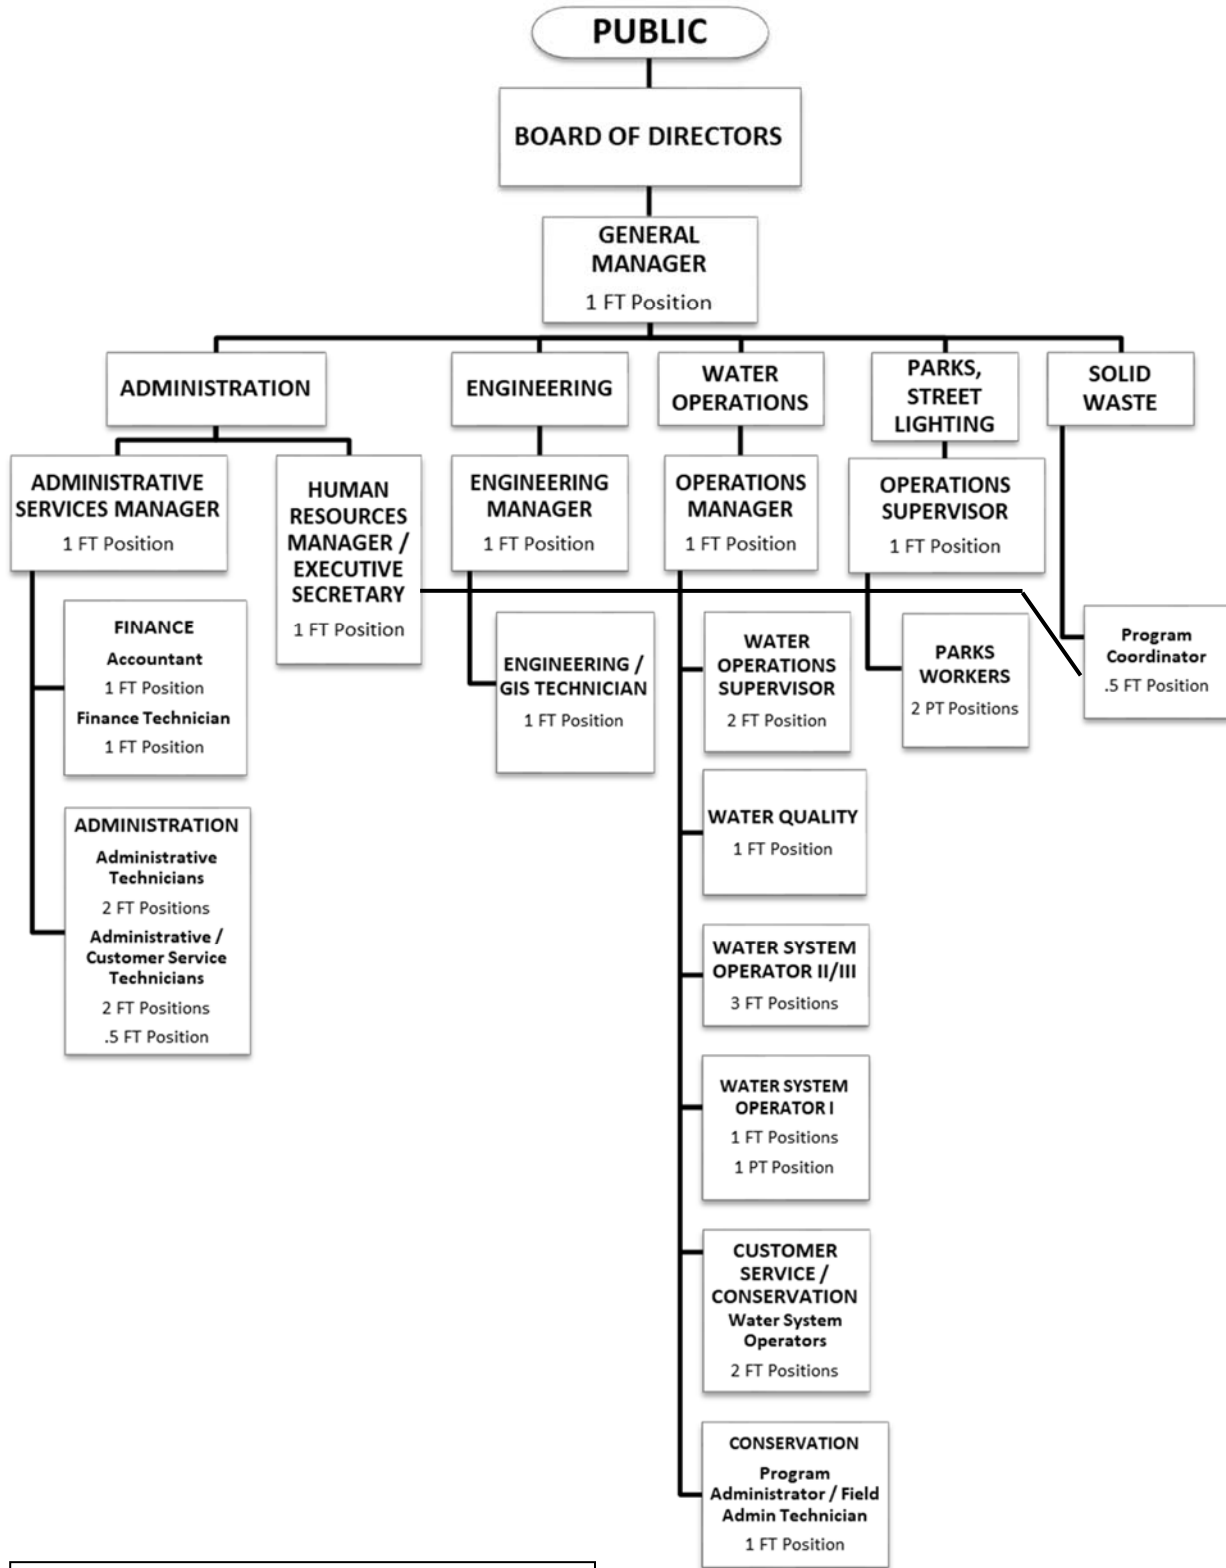 PUBLIC
BOARD OF DIRECTORS
GENERAL
MANAGER
1 FT Position
ADMINISTRATION
ENGINEERING
WATER
OPERATIONS
PARKS,
STREET
LIGHTING
SOLID
WASTE
ADMINISTRATIVE
SERVICES MANAGER
1 FT Position
HUMAN
RESOURCES
MANAGER /
EXECUTIVE
SECRETARY
1 FT Position
ENGINEERING
MANAGER
1 FT Position
OPERATIONS
MANAGER
1 FT Position
OPERATIONS
SUPERVISOR
1 FT Position
FINANCE
Accountant
1 FT Position
Finance Technician
1 FT Position
ADMINISTRATION
Administrative
Technicians
2 FT Positions
Administrative /
Customer Service
Technicians
2 FT Positions
.5 FT Position
ENGINEERING /
GIS TECHNICIAN
1 FT Position
WATER
OPERATIONS
SUPERVISOR
2 FT Position
WATER QUALITY
1 FT Position
WATER SYSTEM
OPERATOR II/III
3 FT Positions
WATER SYSTEM
OPERATOR I
1 FT Positions
1 PT Position
CUSTOMER
SERVICE /
CONSERVATION
Water System
Operators
2 FT Positions
CONSERVATION
Program
Administrator / Field
Admin Technician
1 FT Position
PARKS
WORKERS
2 PT Positions
Program
Coordinator
.5 FT Position